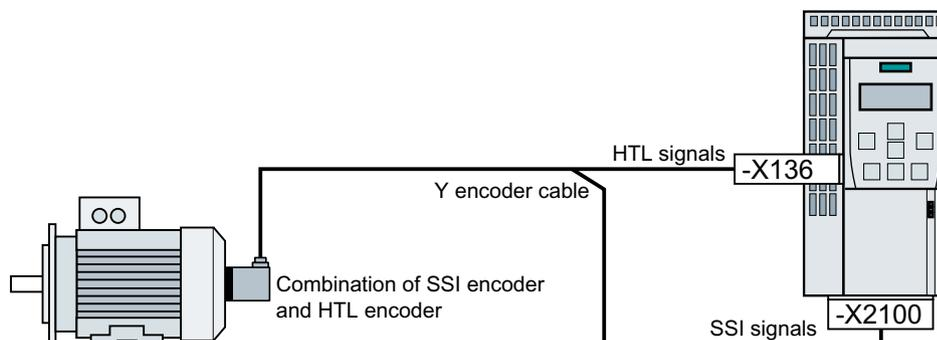 HTL signals
-X136
Y encoder cable
Combination of SSI encoder
and HTL encoder
-X2100
SSI signals